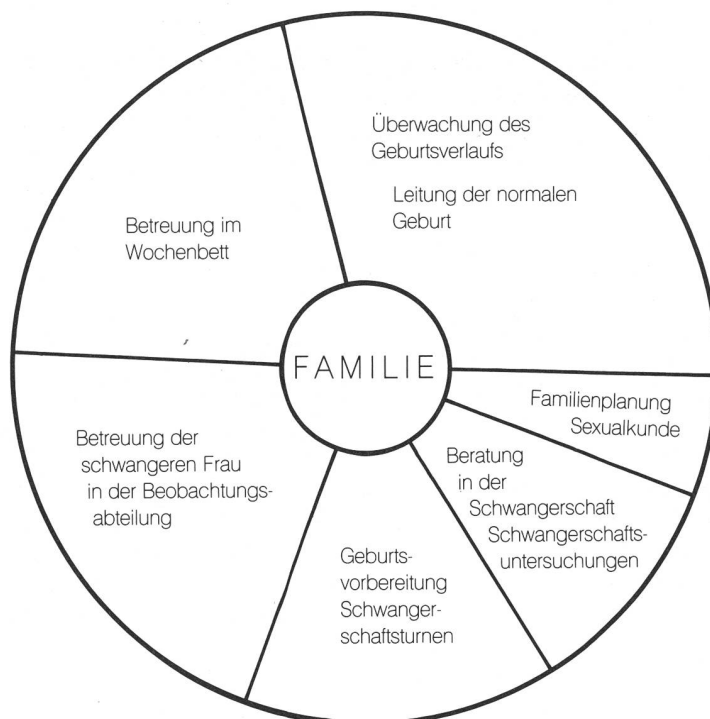 Überwachung des
Geburtsverlaufs
Leitung der normalen
Geburt
Betreuung im
Wochenbett
FAMILIE
Familienplanung
Sexualkunde
Beratung
in der
Schwangerschaft
Schwangerschafts-
untersuchungen
Betreuung der
schwangeren Frau
in der Beobachtungs-
abteilung
Geburts-
vorbereitung
Schwanger-
schaftsturnen